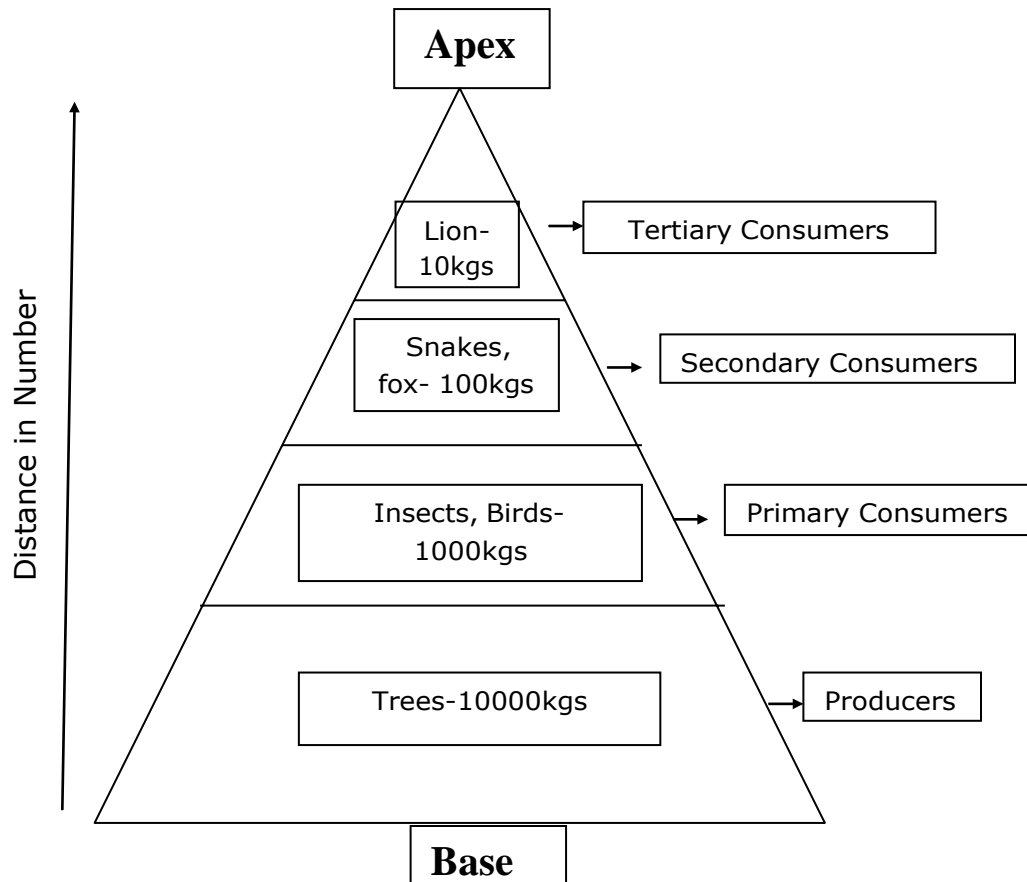 Apex
Lion-
10kgs
Tertiary Consumers
Snakes,
fox- 100kgs
Secondary Consumers
Distance in Number
Insects, Birds-
1000kgs
Primary Consumers
Trees-10000kgs
Producers
Base